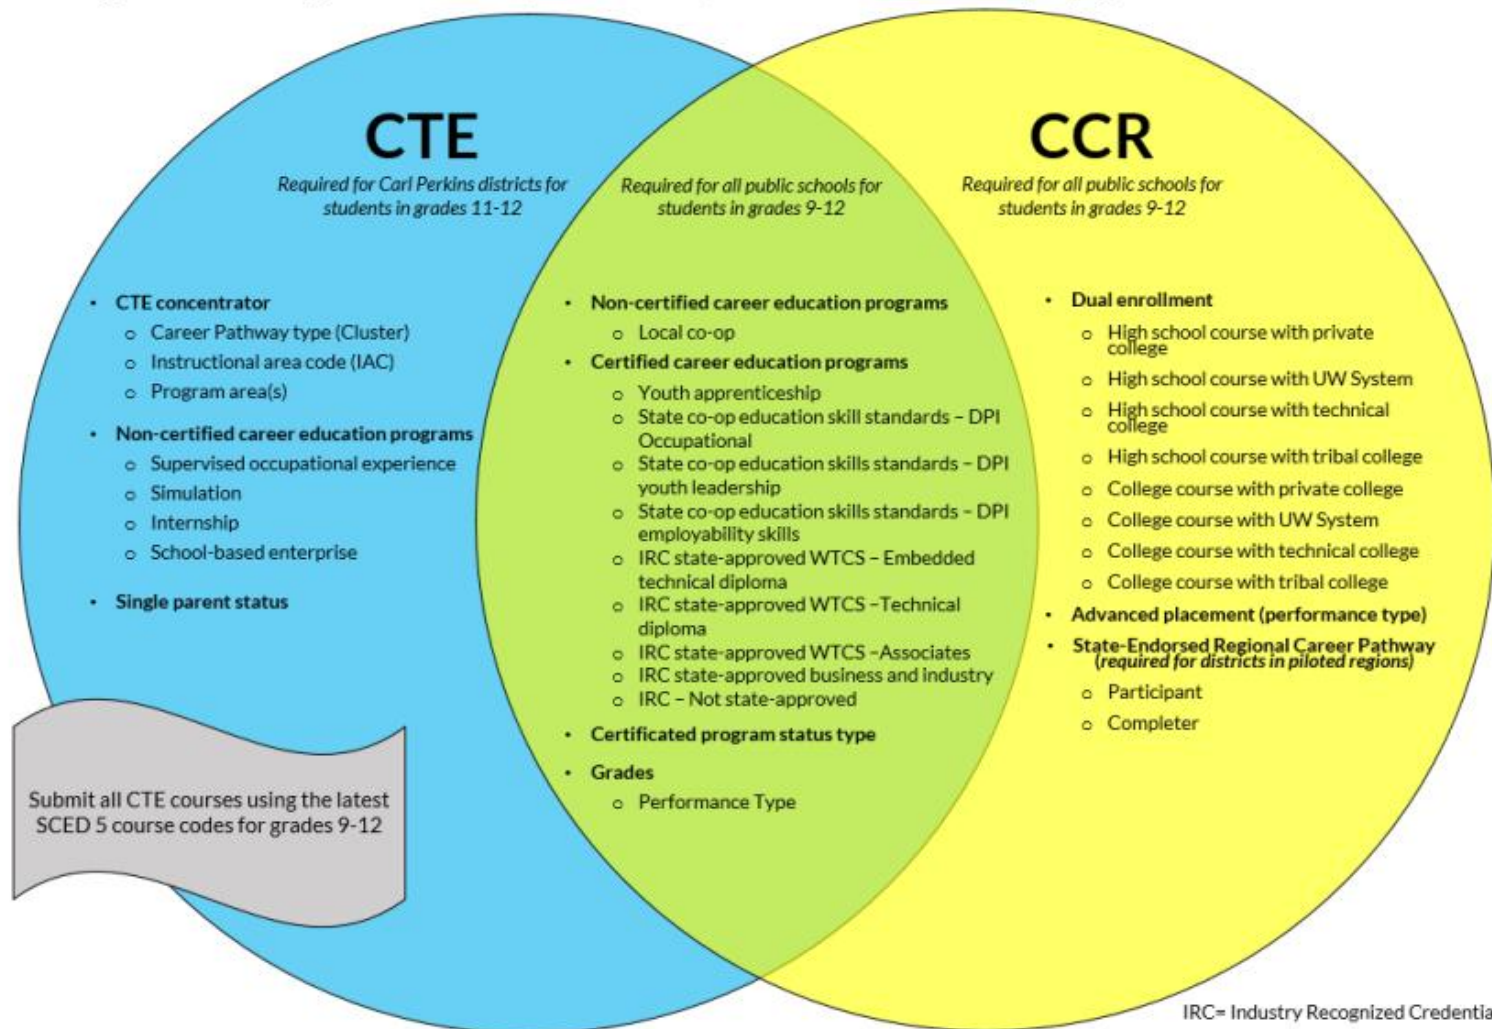 CTE
Required for Carl Perkins districts for
students in grades 11-12
• CTE concentrator
o Career Pathway type (Cluster)
o Instructional area code (IAC)
o Program area(s)
• Non-certified career education programs
o Supervised occupational experience
o Simulation
o Internship
o School-based enterprise
• Single parent status
Submit all CTE courses using the latest
SCED 5 course codes for grades 9-12
Required for all public schools for
students in grades 9-12
• Non-certified career education programs
o Local co-op
• Certified career education programs
o Youth apprenticeship
o State co-op education skill standards – DPI
Occupational
o State co-op education skills standards – DPI
youth leadership
o State co-op education skills standards – DPI
employability skills
o IRC state-approved WTCS – Embedded
technical diploma
o IRC state-approved WTCS –Technical
diploma
o IRC state-approved WTCS –Associates
o IRC state-approved business and industry
o IRC – Not state-approved
• Certificated program status type
• Grades
o Performance Type
CCR
Required for all public schools for
students in grades 9-12
• Dual enrollment
o High school course with private
college
o High school course with UW System
o High school course with technical
college
o High school course with tribal college
o College course with private college
o College course with UW System
o College course with technical college
o College course with tribal college
• Advanced placement (performance type)
• State-Endorsed Regional Career Pathway
(required for districts in piloted regions)
o Participant
o Completer
IRC= Industry Recognized Credentia